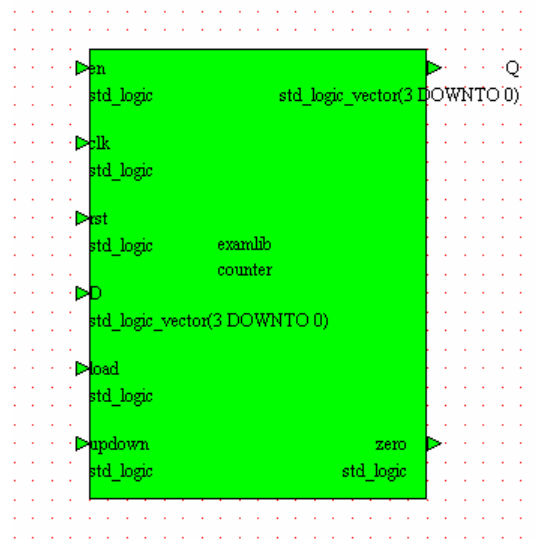 en
Q
std_logic
std_logic_vector(3 DOWNTO 0)
clk
std_logic
rst
std_logic
examlib
counter
D
std_logic_vector(3 DOWNTO 0)
load
std_logic
updown
zero
std_logic
std_logic